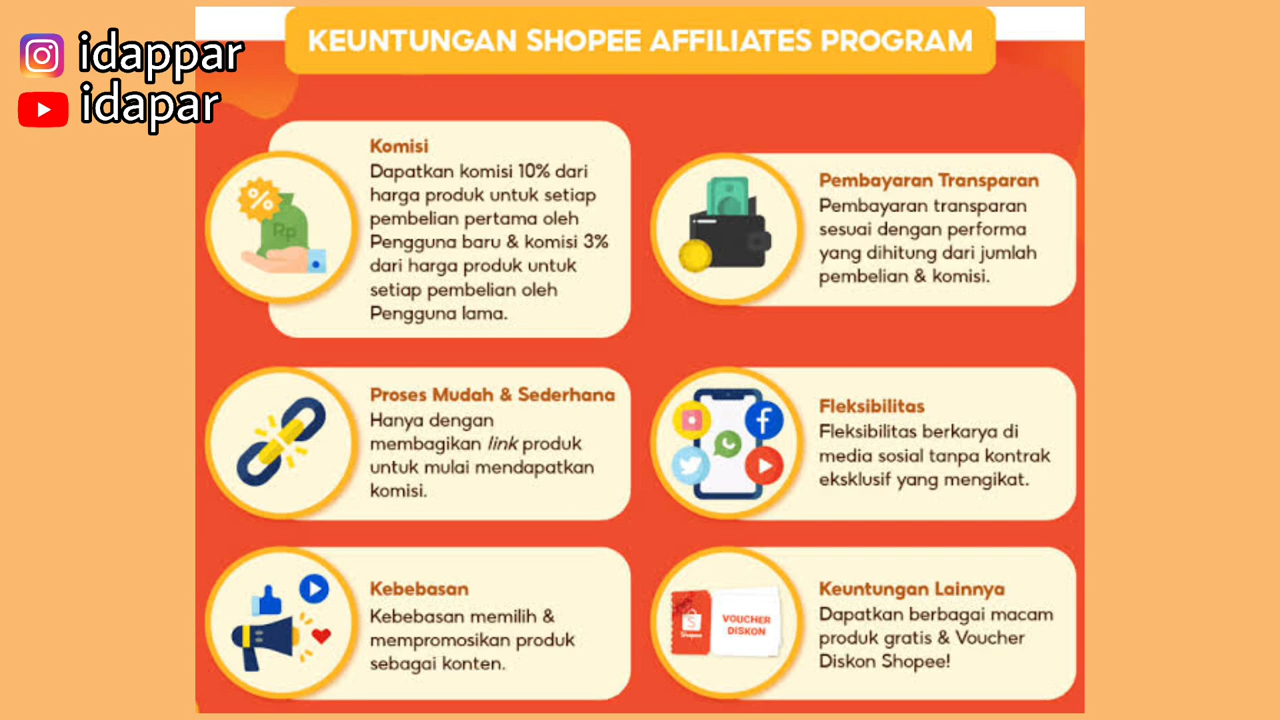 idappar
idapar
KEUNTUNGAN SHOPEE AFFILIATES PROGRAM
Komisi
Dapatkan komisi 10% dari
harga produk untuk setiap
pembelian pertama oleh
Pengguna baru & komisi 3%
dari harga produk untuk
setiap pembelian oleh
Pengguna lama.
Rp
Pembayaran Transparan
Pembayaran transparan
sesuai dengan performa
yang dihitung dari jumlah
pembelian & komisi.
Proses Mudah & Sederhana
Hanya dengan
membagikan link produk
untuk mulai mendapatkan
komisi.
Fleksibilitas
Fleksibilitas berkarya di
media sosial tanpa kontrak
eksklusif yang mengikat.
Kebebasan
Kebebasan memilih &
mempromosikan produk
sebagai konten.
Shopee
VOUCHER
DISKON
Keuntungan Lainnya
Dapatkan berbagai macam
produk gratis & Voucher
Diskon Shopee!